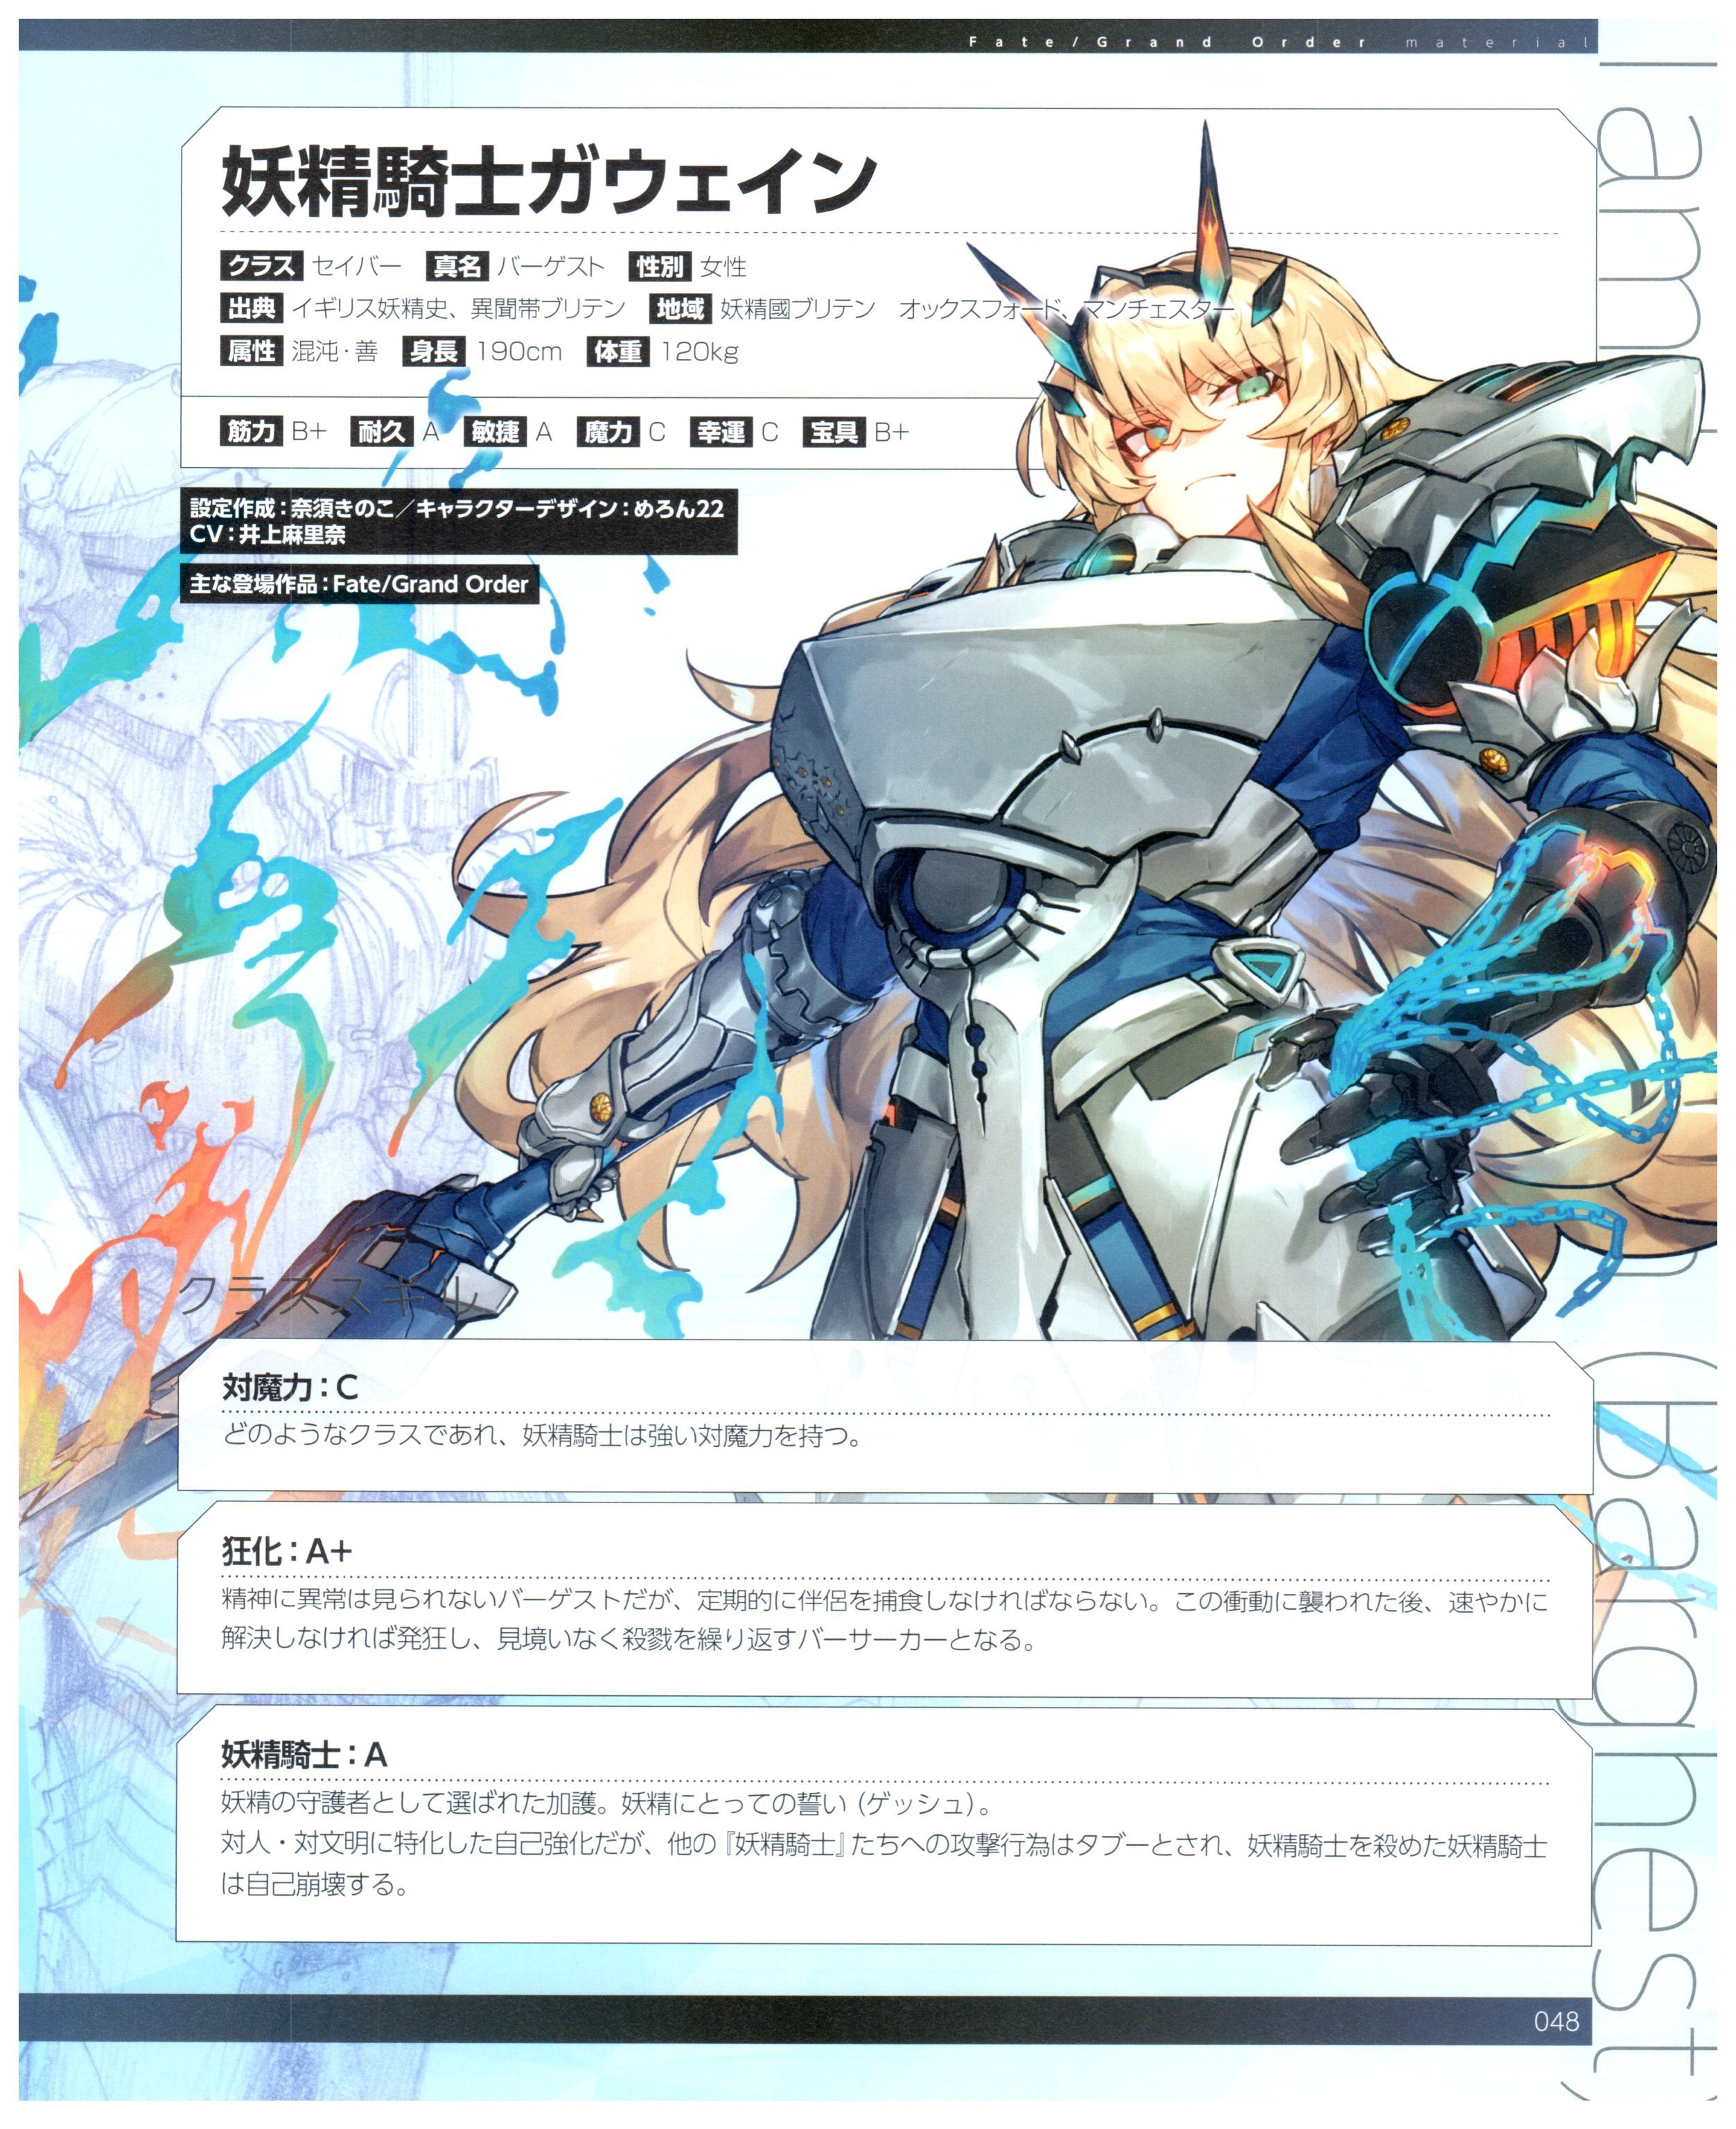 Fate/Grand Order material
妖精騎士ガウェイン
クラス セイバー 真名 バーゲスト 性別 女性
出典 イギリス妖精史、異聞帯ブリテン 地域 妖精國ブリテン オックスフォード、マンチェスター
属性 混沌・善 身長 190cm 体重 120kg
筋力 B+ 耐久 A 敏捷 A 魔力 C 幸運 C 宝具 B+
設定作成：奈須きのこ／キャラクターデザイン：めろん22
CV：井上麻里奈
主な登場作品：Fate/Grand Order
クラススキル
対魔力：C
どのようなクラスであれ、妖精騎士は強い対魔力を持つ。
狂化：A+
精神に異常は見られないバーゲストだが、定期的に伴侶を捕食しなければならない。この衝動に襲われた後、速やかに
解決しなければ発狂し、見境いなく殺戮を繰り返すバーサーカーとなる。
妖精騎士：A
妖精の守護者として選ばれた加護。妖精にとっての誓い（ゲッシュ）。
対人・対文明に特化した自己強化だが、他の『妖精騎士』たちへの攻撃行為はタブーとされ、妖精騎士を殺めた妖精騎士
は自己崩壊する。
048
(Barghest)